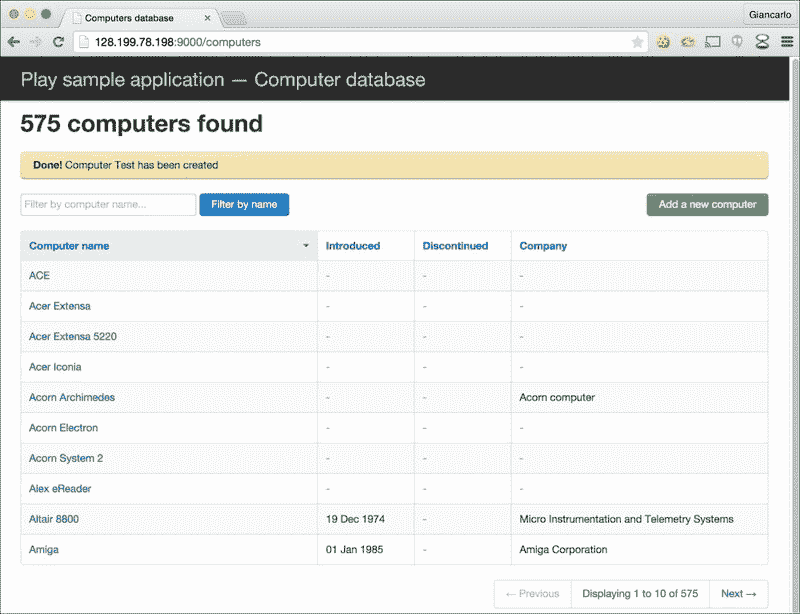 Computers database
Giancarlo
128.199.78.198:9000/computers
Play sample application — Computer database
575 computers found
Done! Computer Test has been created
Filter by computer name... Filter by name Add a new computer
Computer name Introduced Discontinued Company
ACE - - -
Acer Extensa - - -
Acer Extensa 5220 - - -
Acer Iconia - - -
Acorn Archimedes - - Acorn computer
Acorn Electron - - -
Acorn System 2 - - -
Alex eReader - - -
Altair 8800 19 Dec 1974 - Micro Instrumentation and Telemetry Systems
Amiga 01 Jan 1985 - Amiga Corporation
← Previous Displaying 1 to 10 of 575 Next →